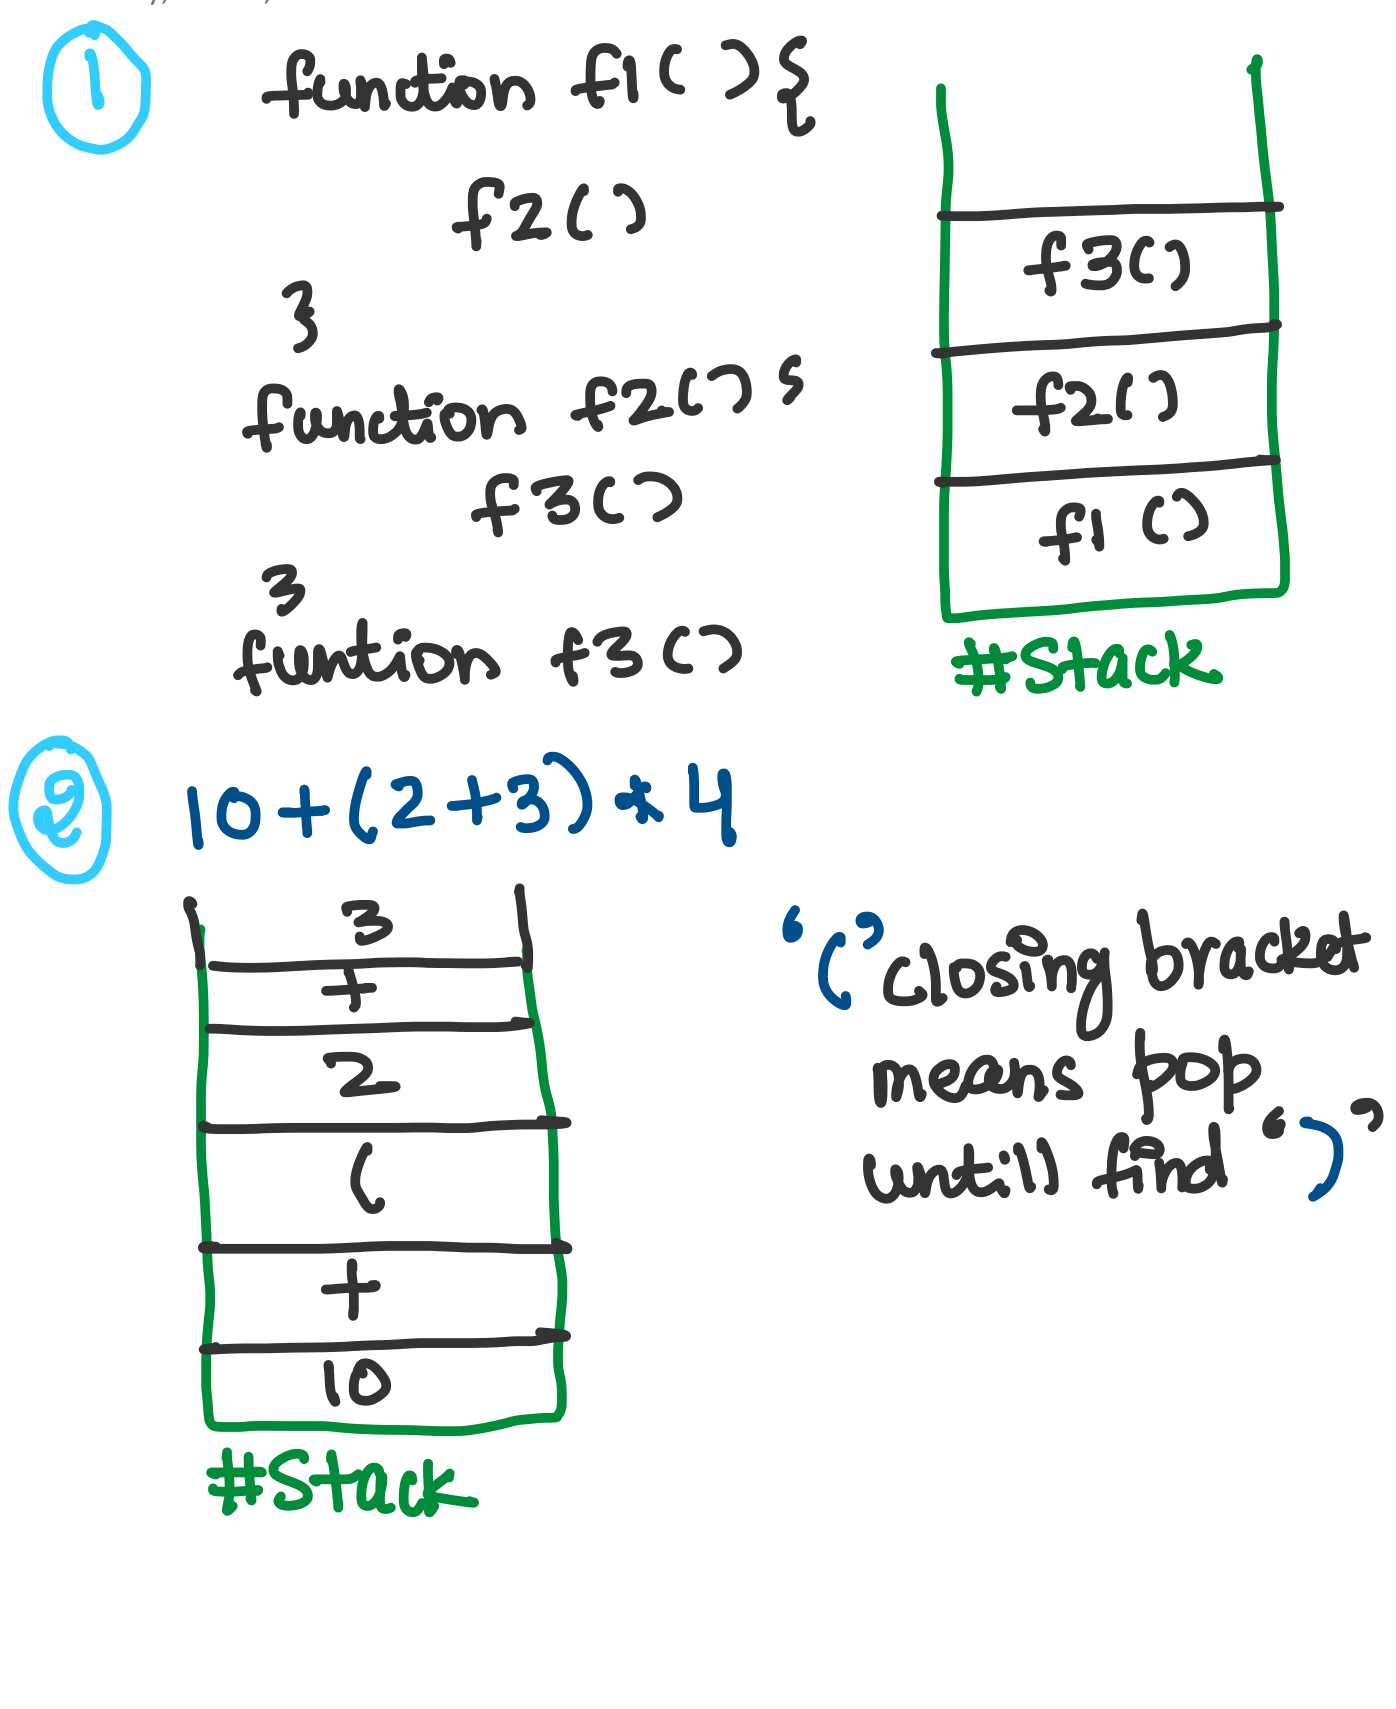 1
function f1() {
f2()
}
function f2() {
f3()
}
funtion f3()
f3()
f2()
f1()
#Stack
2
10+(2+3)*4
3
+
2
(
+
10
#Stack
‘(’ closing bracket
means pop
untill find ‘)’